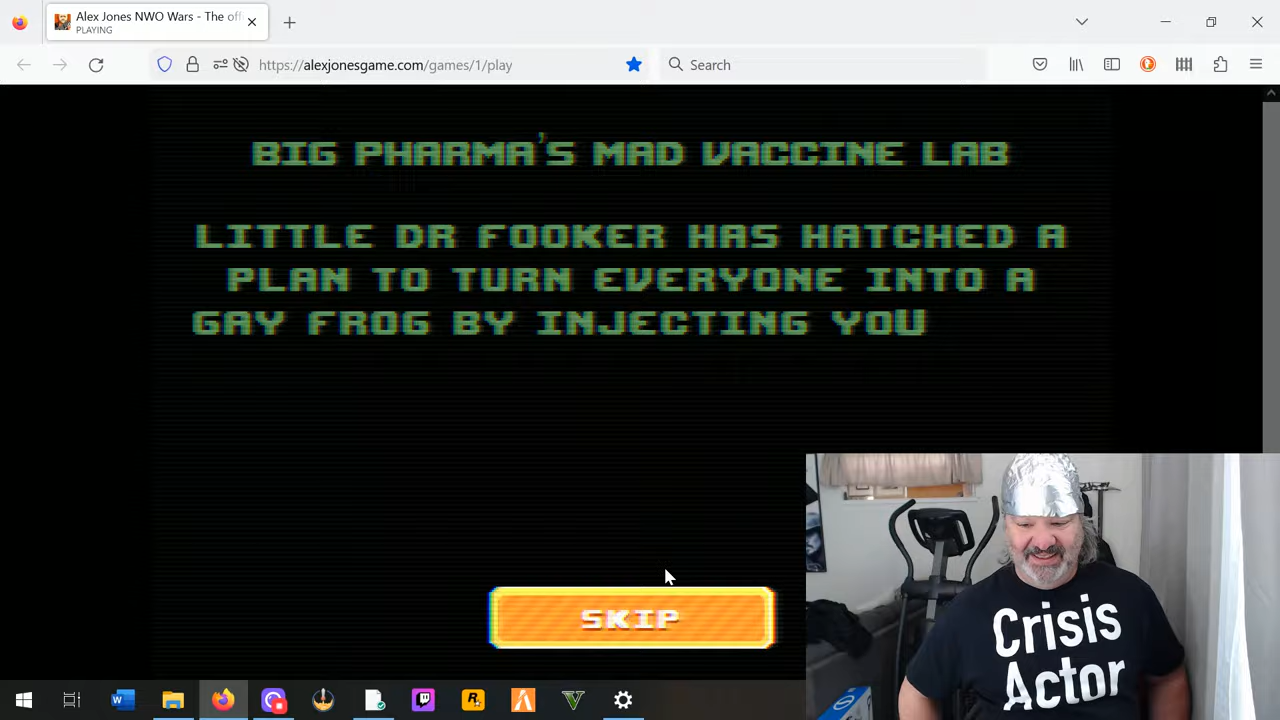 Alex Jones NWO Wars - The off
PLAYING
https://alexjonesgame.com/games/1/play
Search
BIG PHARMA'S MAD VACCINE LAB
LITTLE DR FOOKER HAS HATCHED A
PLAN TO TURN EVERYONE INTO A
GAY FROG BY INJECTING YOU
SKIP
Crisis
Actor